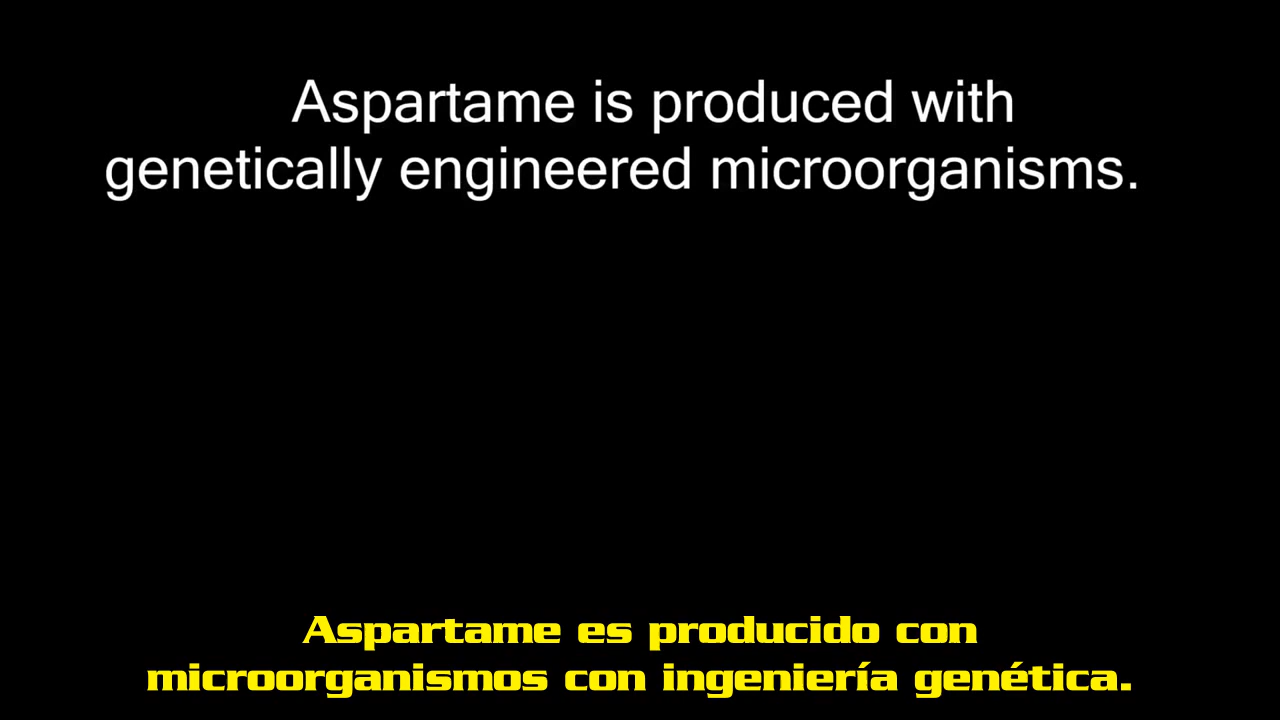 Aspartame is produced with
genetically engineered microorganisms.
Aspartame es producido con
microorganismos con ingeniería genética.